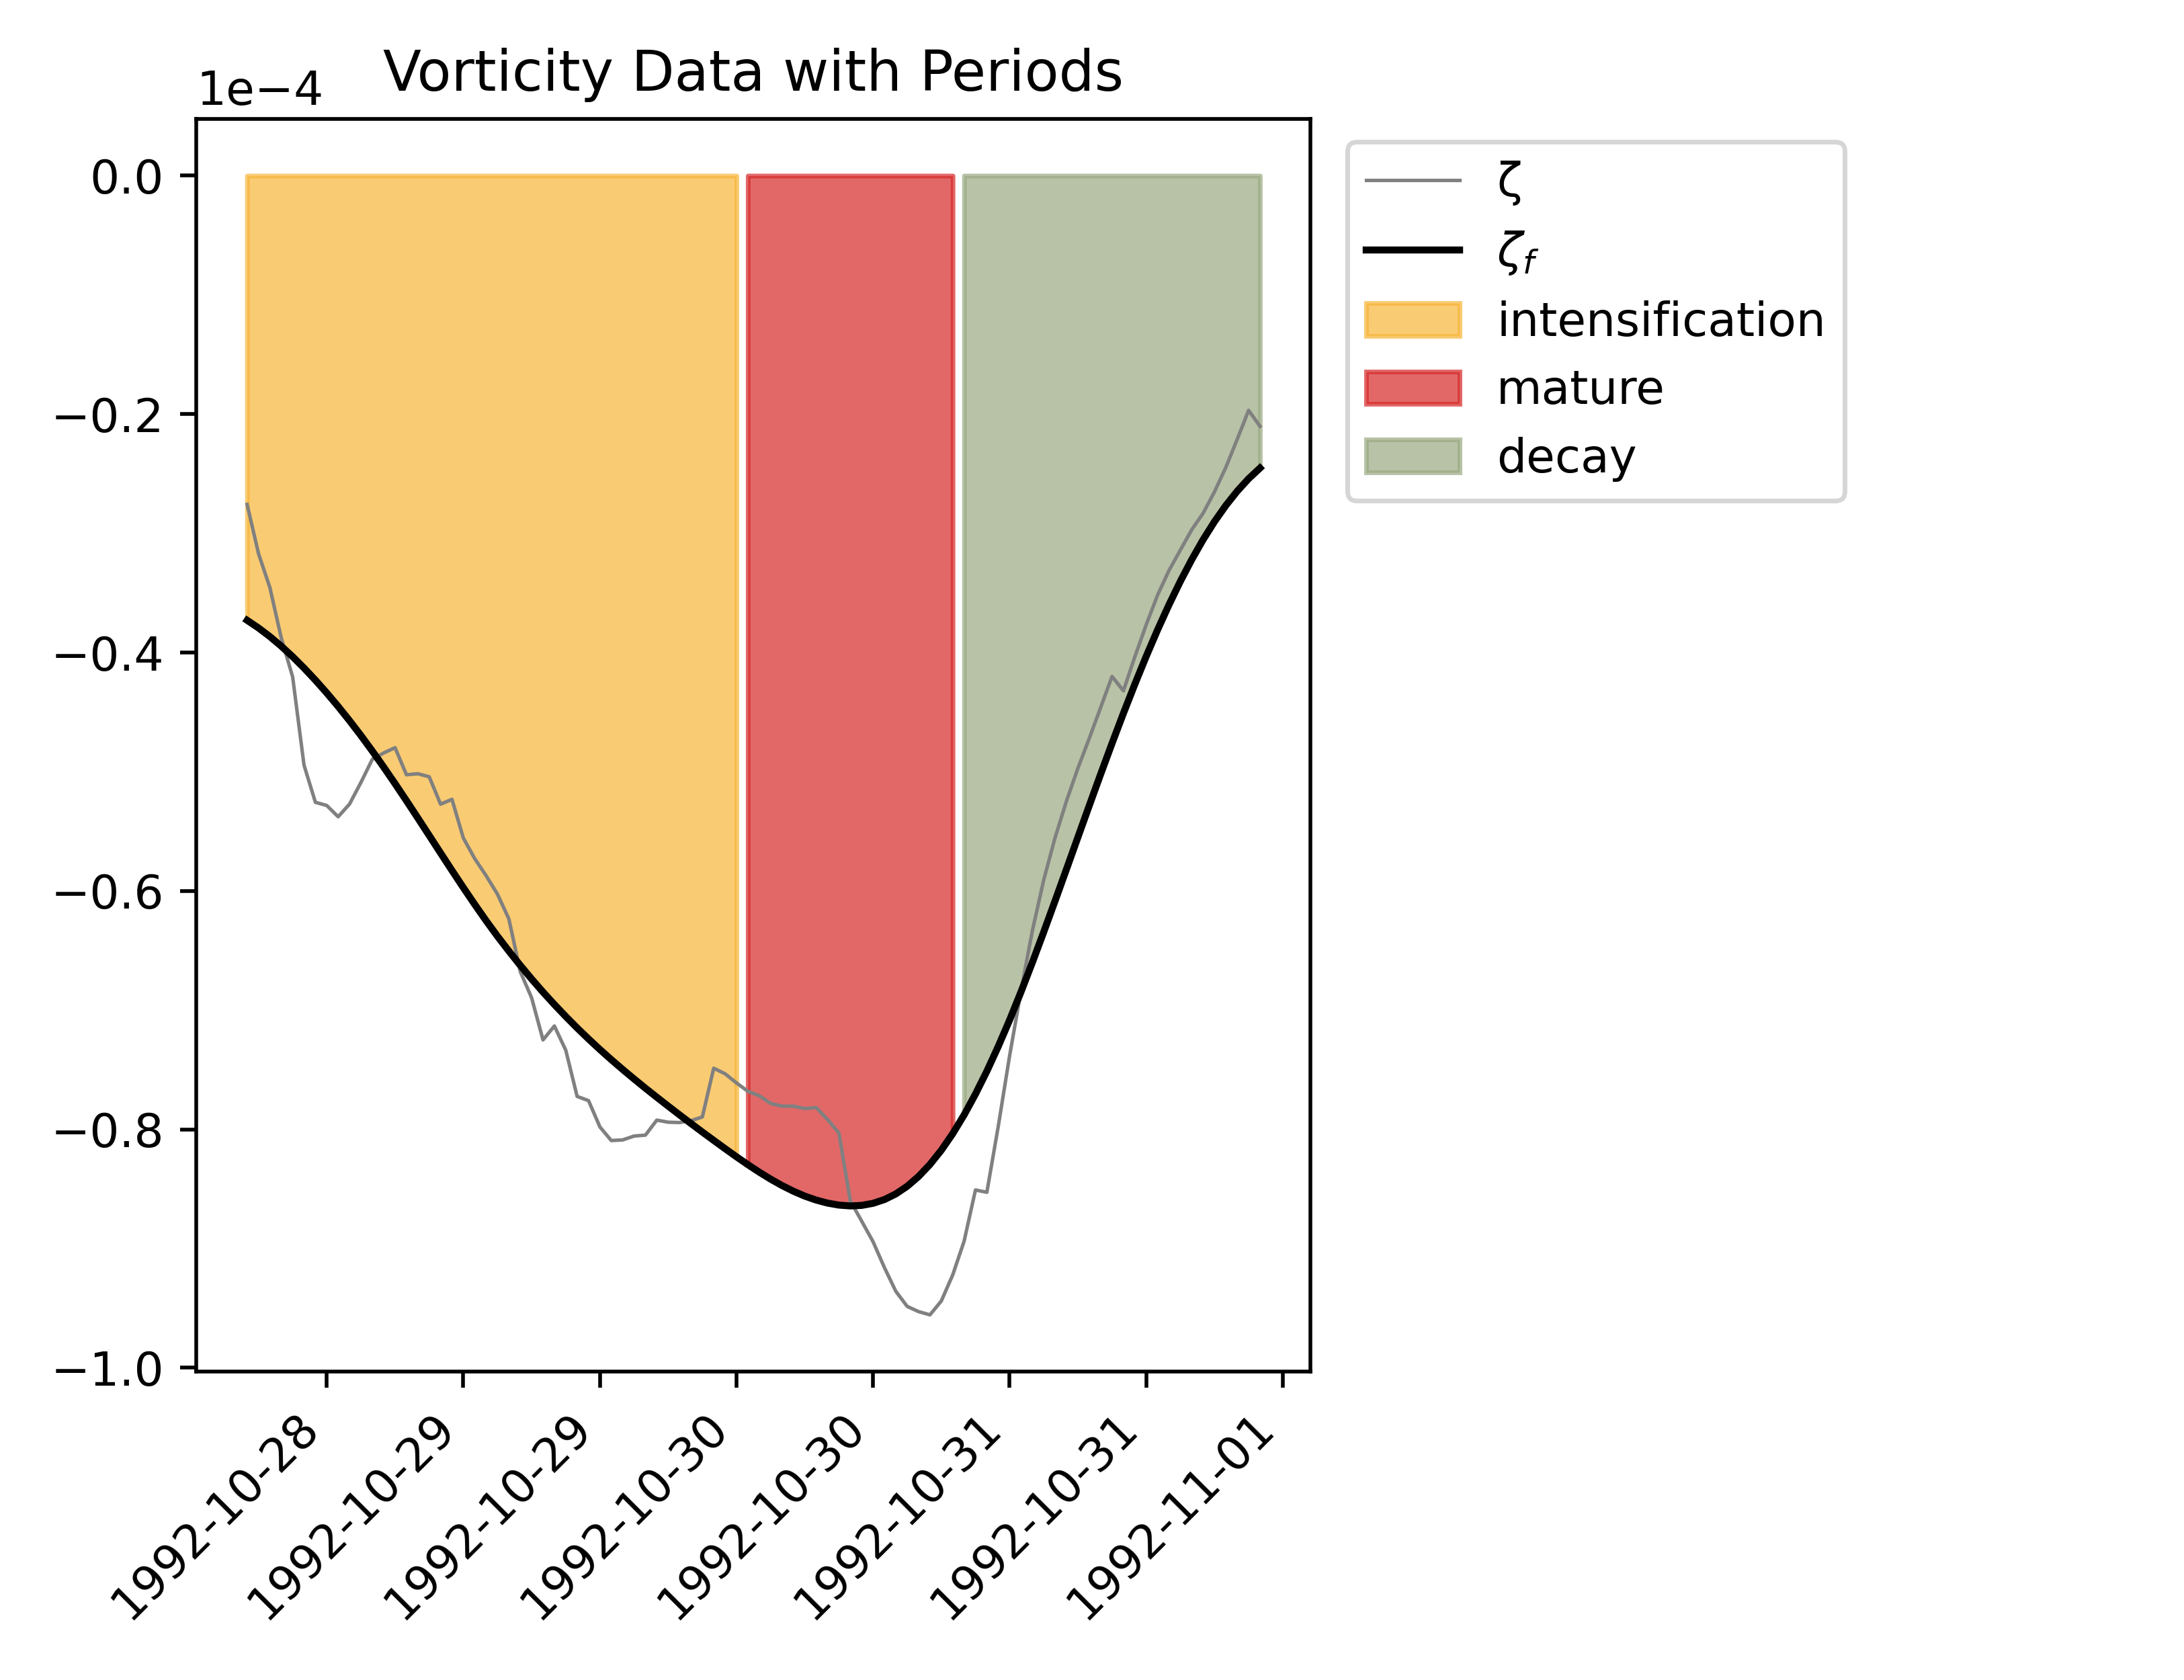 Vorticity Data with Periods
1e−4
0.0
−0.2
−0.4
−0.6
−0.8
−1.0
1992-10-28
1992-10-29
1992-10-29
1992-10-30
1992-10-30
1992-10-31
1992-10-31
1992-11-01
ζ
ζf
intensification
mature
decay